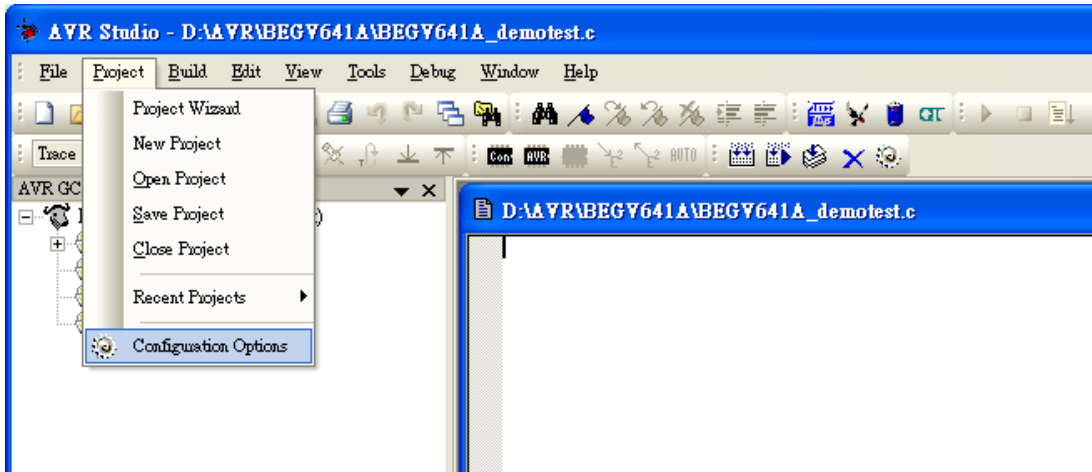 AVR Studio - D:\AVR\BEGV641A\BEGV641A_demotest.c
File Project Build Edit View Tools Debug Window Help
Project Wizard
New Project
Open Project
Save Project
Close Project
Recent Projects
Configuration Options
Trace
Con AVR AUTO
AVR GC
D:\AVR\BEGV641A\BEGV641A_demotest.c